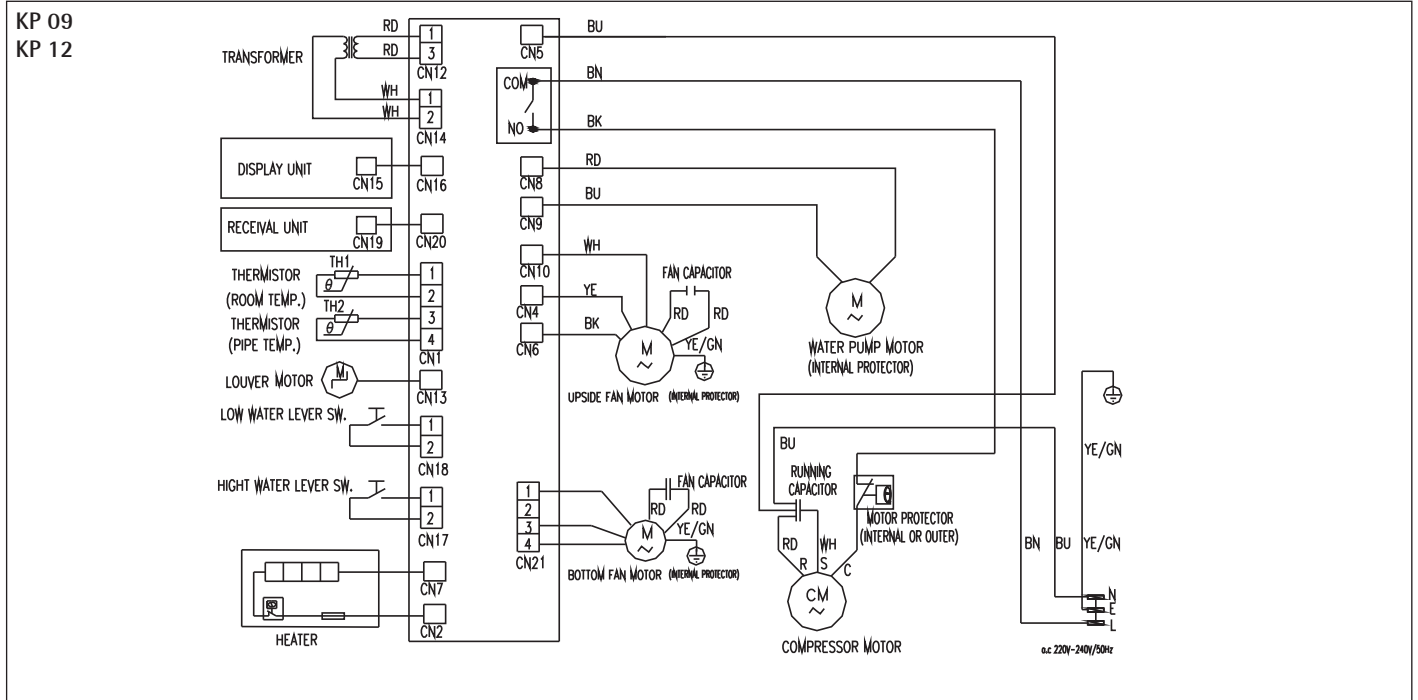 KP 09
KP 12
TRANSFORMER
RD
RD
1
3
CN12
WH
WH
1
2
CN14
DISPLAY UNIT
CN15
CN16
RECEIVAL UNIT
CN19
CN20
TH1
THERMISTOR
(ROOM TEMP.)
θ
TH2
THERMISTOR
(PIPE TEMP.)
θ
1
2
3
4
CN1
LOUVER MOTOR
M
CN13
LOW WATER LEVER SW.
1
2
CN18
HIGHT WATER LEVER SW.
1
2
CN17
CN7
CN2
HEATER
CN5
BU
COM
NO
BN
BK
CN8
RD
CN9
BU
CN10
WH
CN4
YE
CN6
BK
FAN CAPACITOR
RD
RD
YE/GN
M
~
UPSIDE FAN MOTOR (INTERNAL PROTECTOR)
M
~
WATER PUMP MOTOR
(INTERNAL PROTECTOR)
1
2
3
4
CN21
FAN CAPACITOR
RD
RD
YE/GN
M
~
BOTTOM FAN MOTOR (INTERNAL PROTECTOR)
BU
RUNNING
CAPACITOR
θ
MOTOR PROTECTOR
(INTERNAL OR OUTER)
RD
WH
R
S
C
CM
~
COMPRESSOR MOTOR
YE/GN
BN
BU
YE/GN
N
E
L
a.c 220V-240V/50Hz